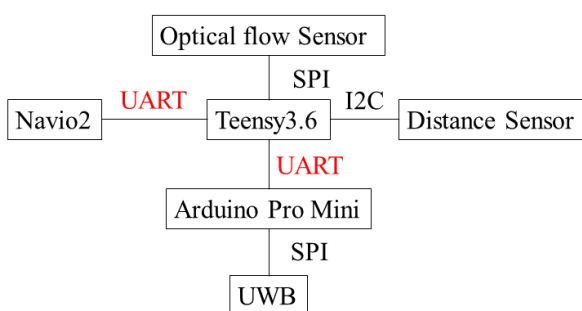 Optical flow Sensor
SPI
UART
I2C
Navio2
Teensy3.6
Distance Sensor
UART
Arduino Pro Mini
SPI
UWB